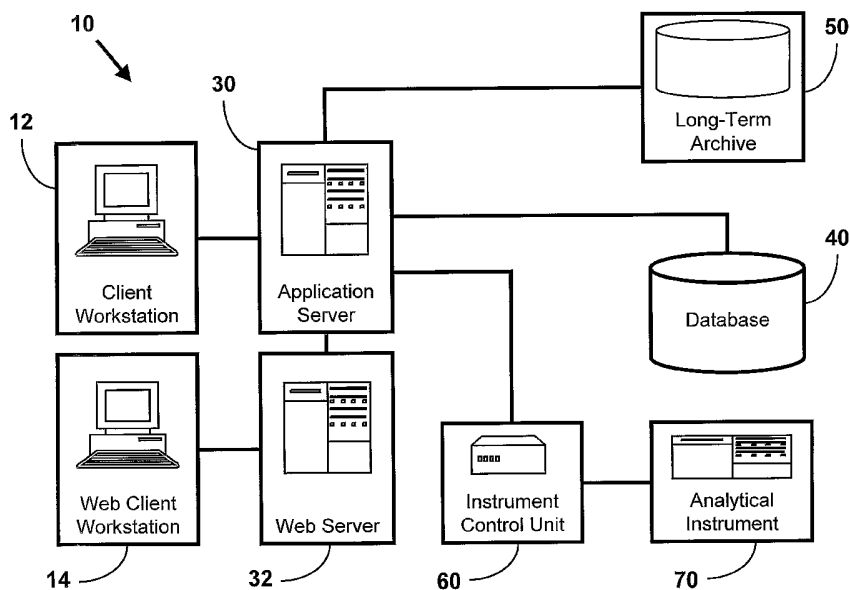 10
50
12
30
Long-Term
Archive
40
Client
Workstation
Application
Server
Database
Web Client
Workstation
Web Server
Instrument
Control Unit
Analytical
Instrument
14
32
60
70